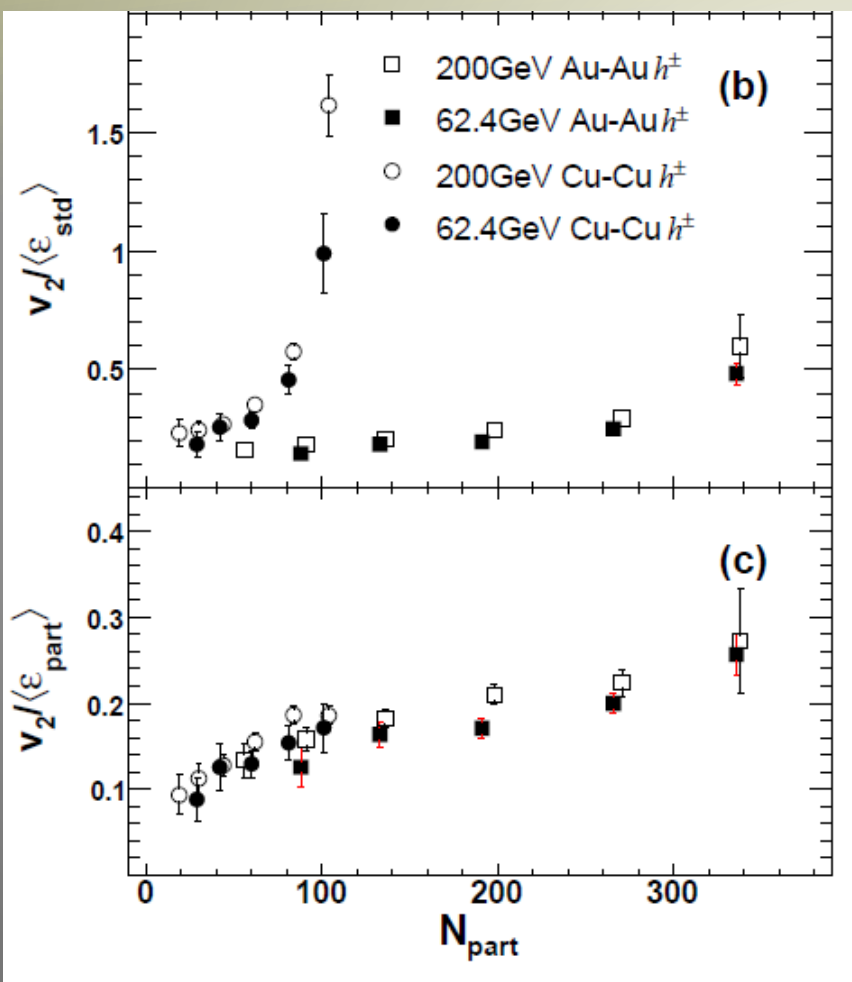 200GeV Au-Au h±
(b)
62.4GeV Au-Au h±
200GeV Cu-Cu h±
62.4GeV Cu-Cu h±
1.5
1
0.5
v2/⟨εstd⟩
(c)
0.4
0.3
0.2
0.1
v2/⟨εpart⟩
0 100 200 300
Npart